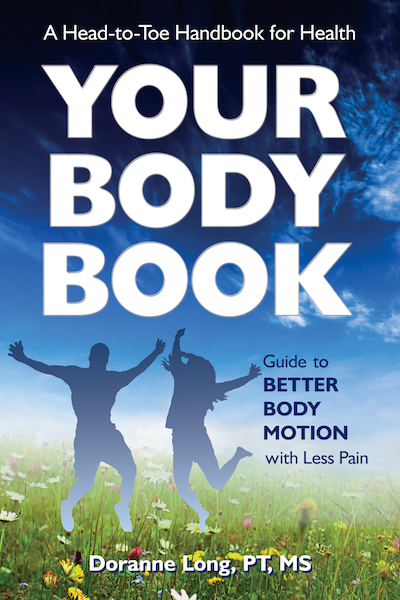 A Head-to-Toe Handbook for Health
YOUR
BODY
BOOK
Guide to
BETTER
BODY
MOTION
with Less Pain
Doranne Long, PT, MS